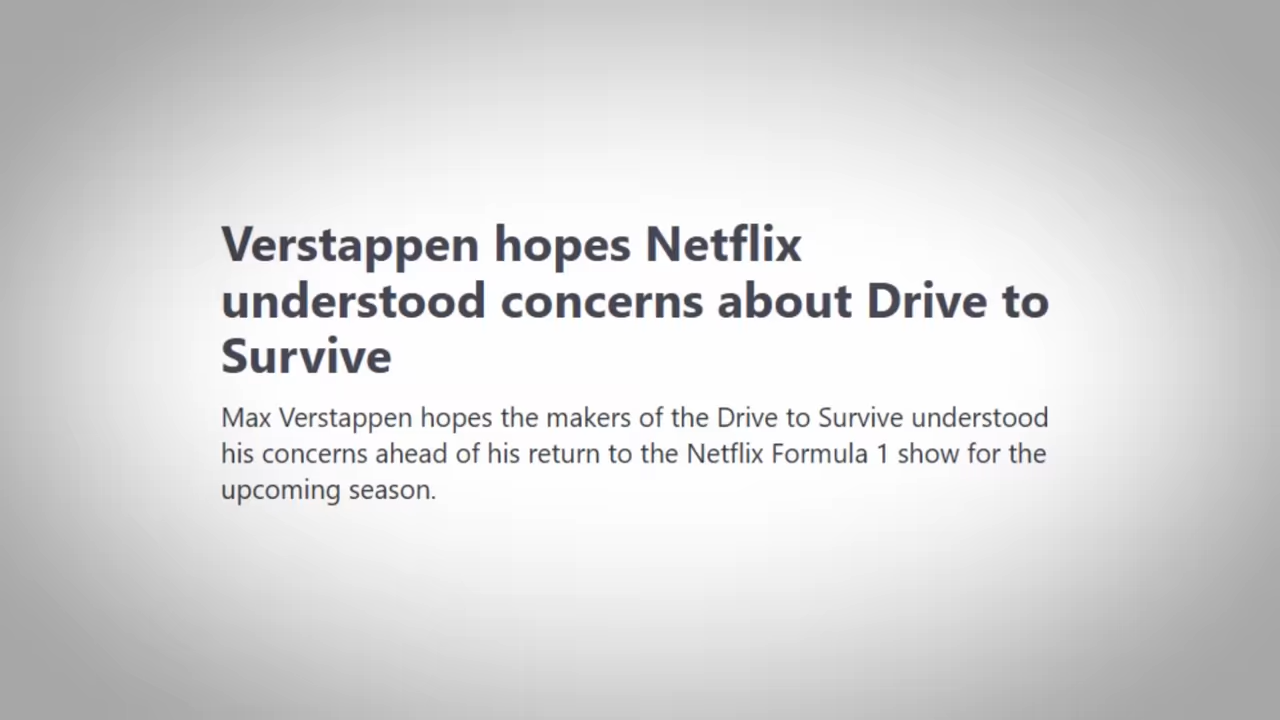 Verstappen hopes Netflix
understood concerns about Drive to
Survive
Max Verstappen hopes the makers of the Drive to Survive understood
his concerns ahead of his return to the Netflix Formula 1 show for the
upcoming season.